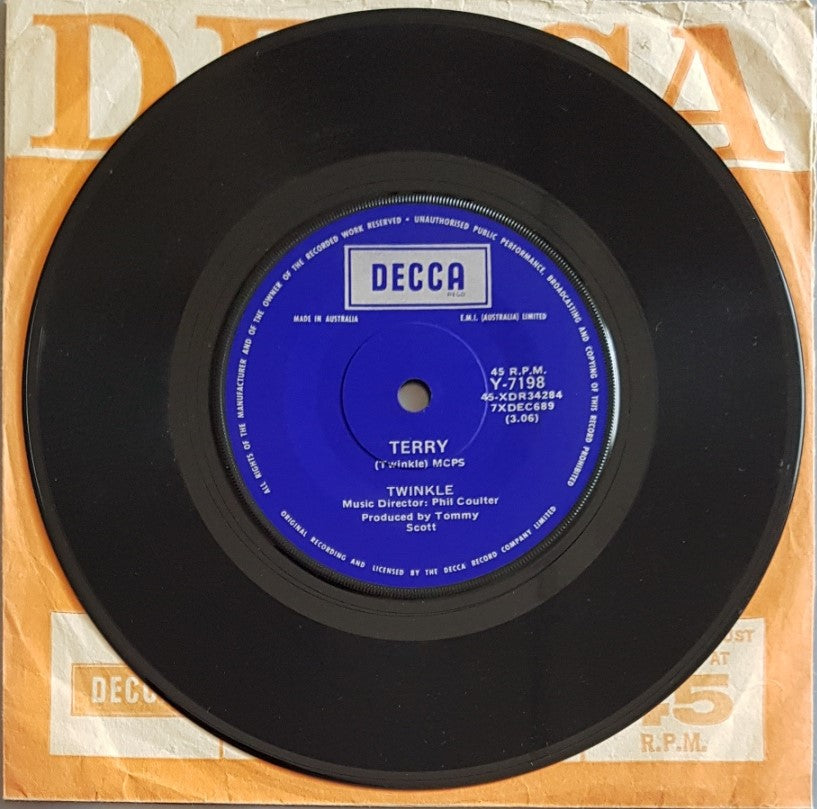 DECCA
ALL RIGHTS OF THE MANUFACTURER AND OF THE OWNER OF THE RECORDED WORK RESERVED • UNAUTHORISED PUBLIC PERFORMANCE, BROADCASTING AND COPYING OF THIS RECORD PROHIBITED
DECCA
REGD
MADE IN AUSTRALIA
E.M.I. (AUSTRALIA) LIMITED
45 R.P.M.
Y-7198
45-XDR34284
7XDEC689
(3.06)
TERRY
(Twinkle) MCPS
TWINKLE
Music Director: Phil Coulter
Produced by Tommy
Scott
ORIGINAL RECORDING AND LICENSED BY THE DECCA RECORD COMPANY LIMITED
DECC
AT
45
R.P.M.